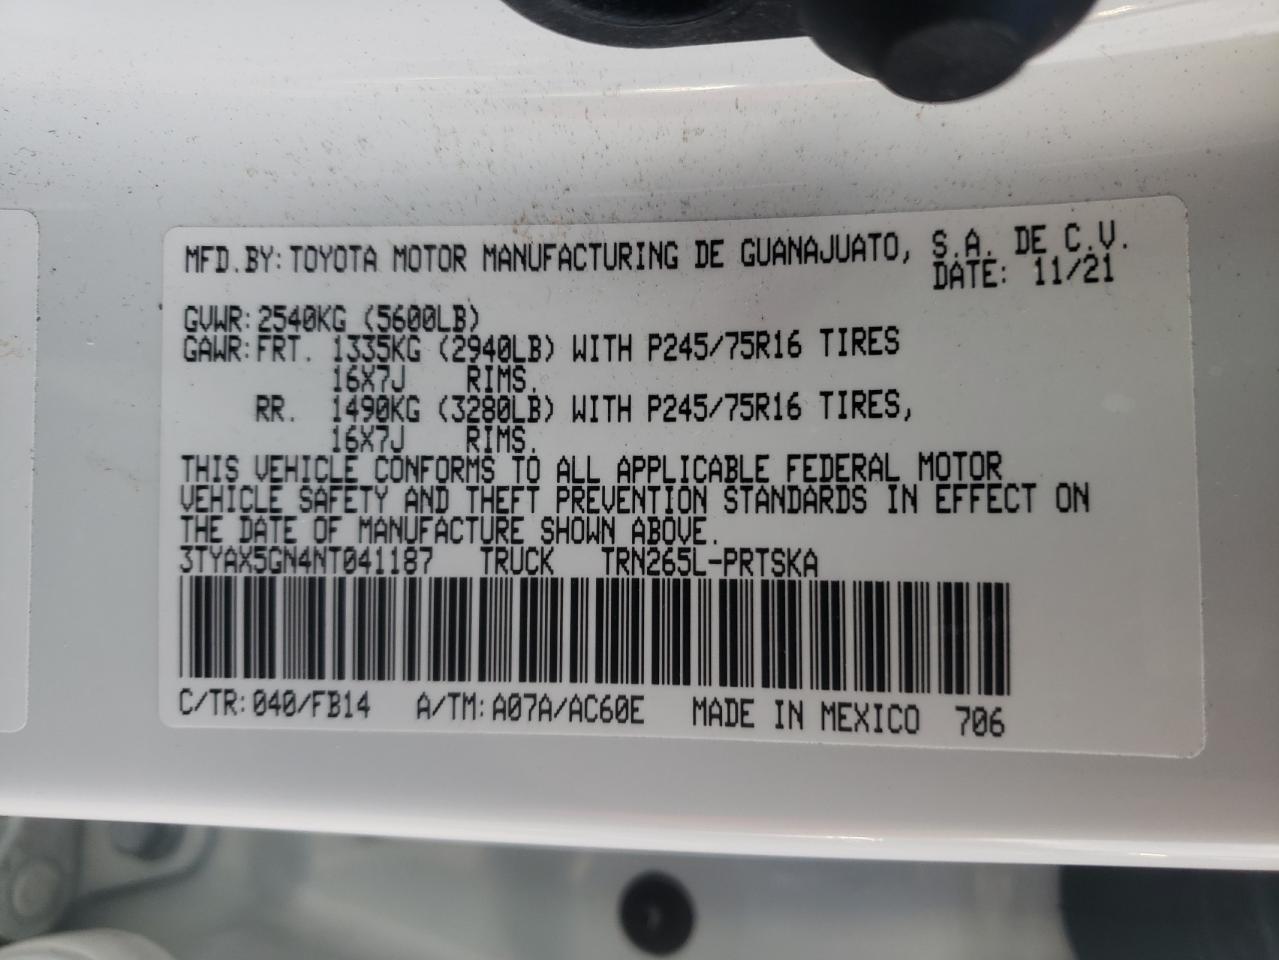 MFD.BY: TOYOTA MOTOR MANUFACTURING DE GUANAJUATO, S.A. DE C.V.
DATE: 11/21
GVWR: 2540KG (5600LB)
GAWR: FRT. 1335KG (2940LB) WITH P245/75R16 TIRES
16X7J RIMS.
RR. 1490KG (3280LB) WITH P245/75R16 TIRES,
16X7J RIMS.
THIS VEHICLE CONFORMS TO ALL APPLICABLE FEDERAL MOTOR
VEHICLE SAFETY AND THEFT PREVENTION STANDARDS IN EFFECT ON
THE DATE OF MANUFACTURE SHOWN ABOVE.
3TYAX5GN4NT041187 TRUCK TRN265L-PRTSKA
C/TR: 040/FB14 A/TM: A07A/AC60E MADE IN MEXICO 706